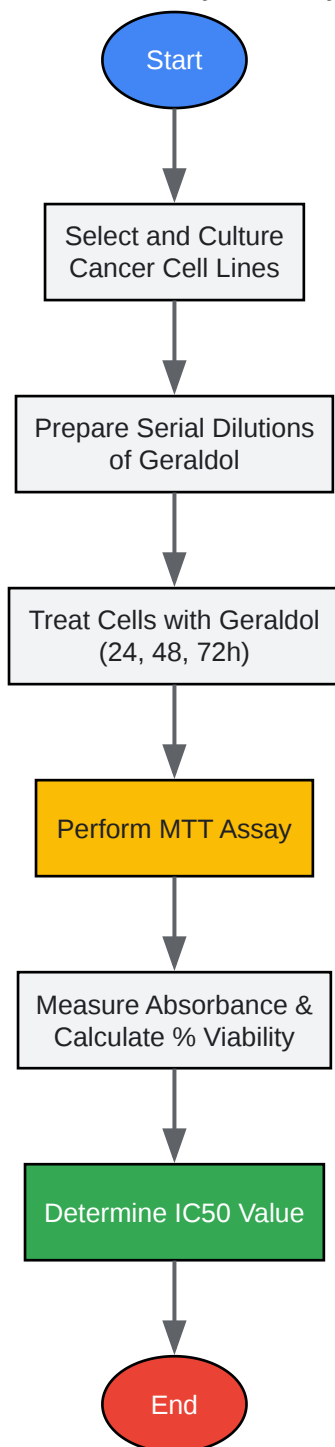 Start
Select and Culture
Cancer Cell Lines
Prepare Serial Dilutions
of Geraldol
Treat Cells with Geraldol
(24, 48, 72h)
Perform MTT Assay
Measure Absorbance &
Calculate % Viability
Determine IC50 Value
End